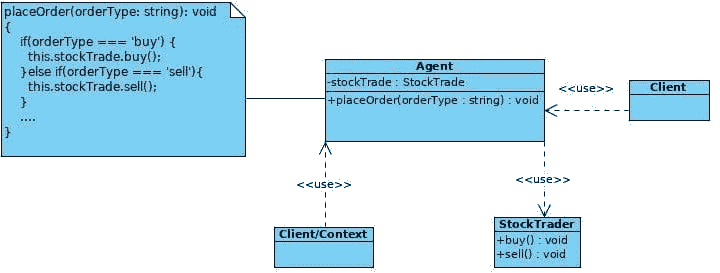 placeOrder(orderType: string): void
{
if(orderType === 'buy') {
this.stockTrade.buy();
}else if(orderType === 'sell'){
this.stockTrade.sell();
}
....
}
Agent
-stockTrade : StockTrade
+placeOrder(orderType : string) : void
<<use>>
Client
<<use>>
<<use>>
Client/Context
StockTrader
+buy() : void
+sell() : void